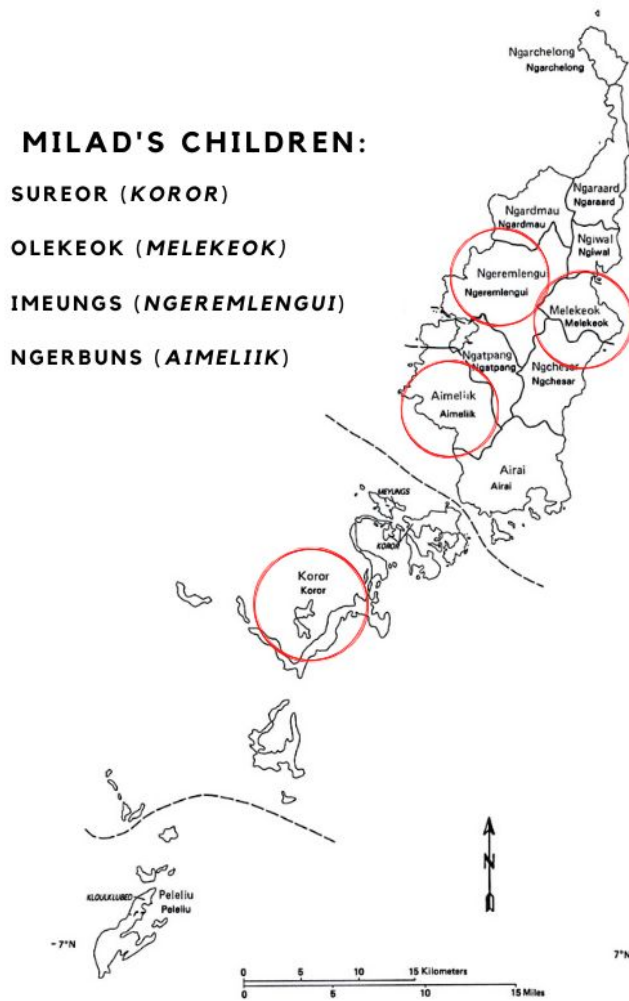 Ngarchelong
Ngarchelong
MILAD'S CHILDREN:
SUREOR (KOROR)
OLEKEOK (MELEKEOK)
IMEUNGS (NGEREMLENGUI)
NGERBUNS (AIMELIIK)
Ngaraard
Ngaraard
Ngardmau
Ngardmau
Ngiwal
Ngiwal
Ngeremlengui
Ngeremlengui
Melekeok
Melekeok
Ngatpang
Ngatpang
Ngchesar
Ngchesar
Aimeliik
Aimeliik
Airai
Airai
MEYUNGS
KOROR
Koror
Koror
N
KLOULKLUBED
Peleliu
Peleliu
7°N
7°N
0 5 10 15 Kilometers
0 5 10 15 Miles